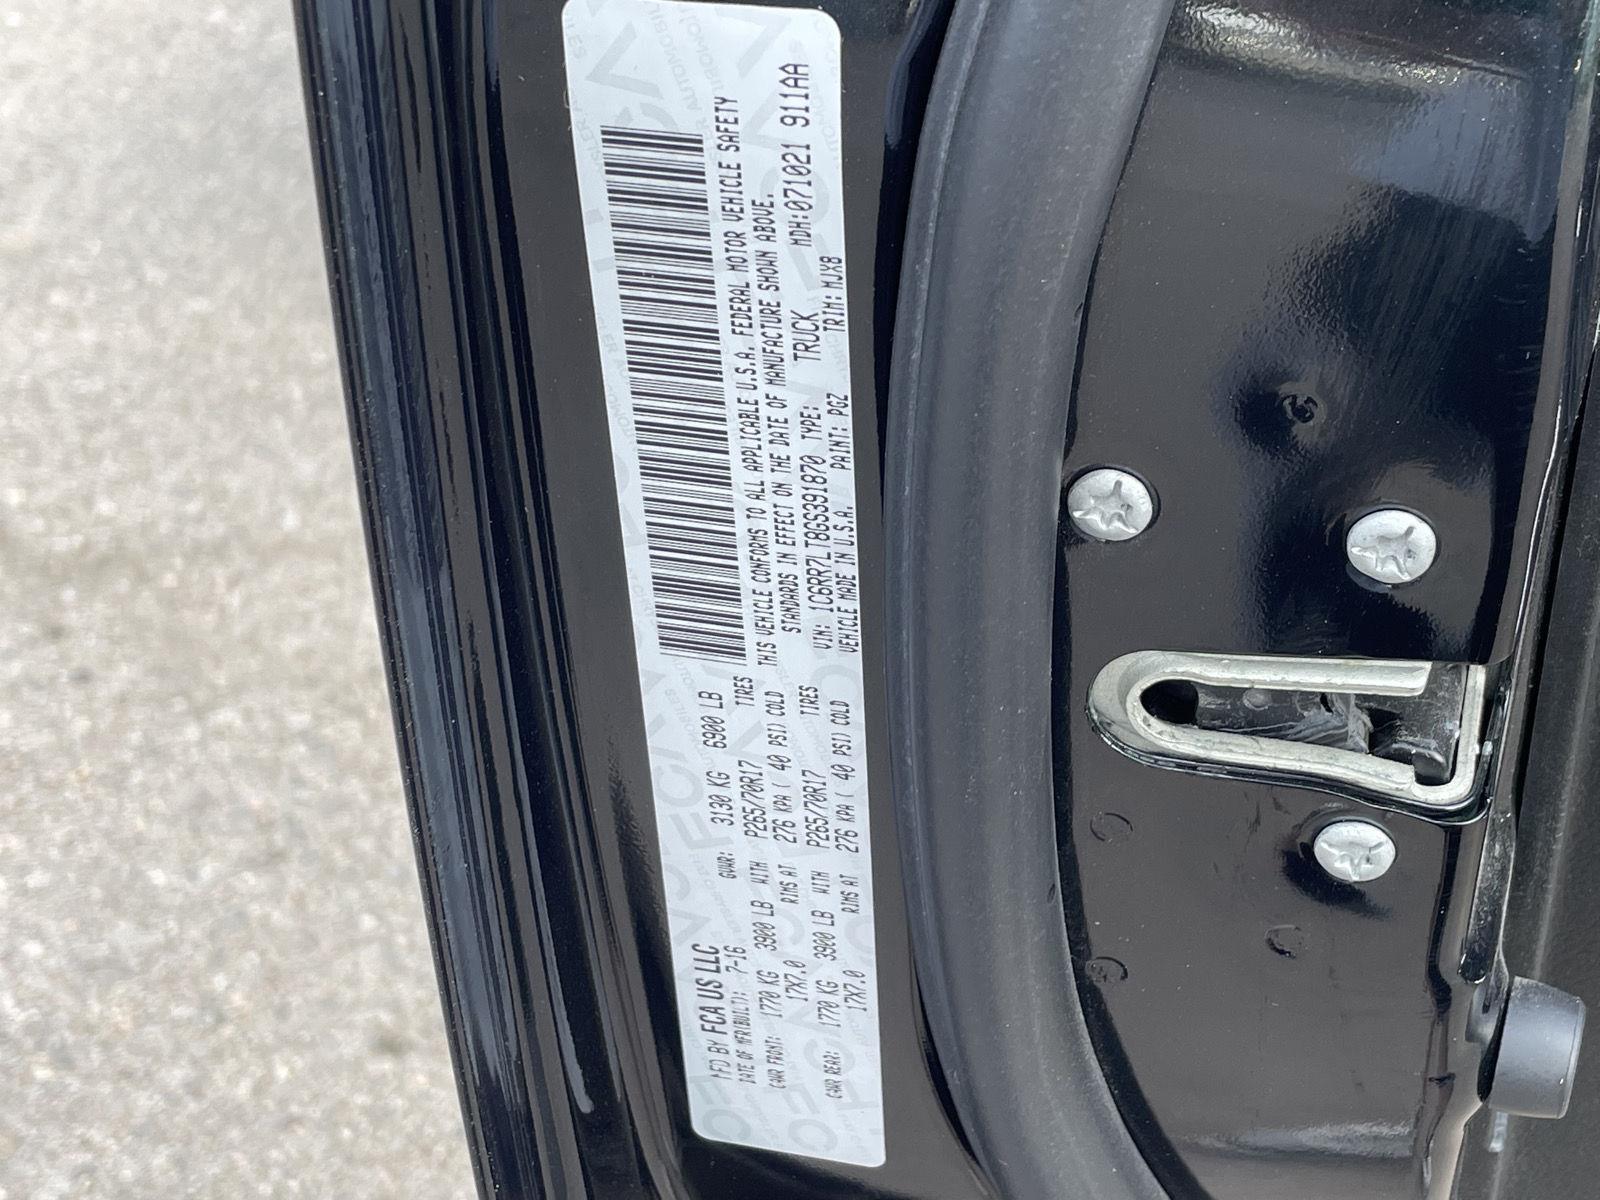 MFD BY FCA US LLC
DATE OF MFR(BUILT): 7-16 GVWR: 3130 KG 6900 LB
GAWR FRONT: 1770 KG 3900 LB WITH P265/70R17 TIRES
17X7.0 RIMS AT 276 KPA( 40 PSI) COLD
GAWR REAR: 1770 KG 3900 LB WITH P265/70R17 TIRES
17X7.0 RIMS AT 276 KPA( 40 PSI) COLD
THIS VEHICLE CONFORMS TO ALL APPLICABLE U.S.A. FEDERAL MOTOR VEHICLE SAFETY
STANDARDS IN EFFECT ON THE DATE OF MANUFACTURE SHOWN ABOVE.
VIN: 1C6RR7LT8GS391870 TYPE: TRUCK MDH:071021 911AA
VEHICLE MADE IN U.S.A. PAINT: PGZ TRIM:MJX8